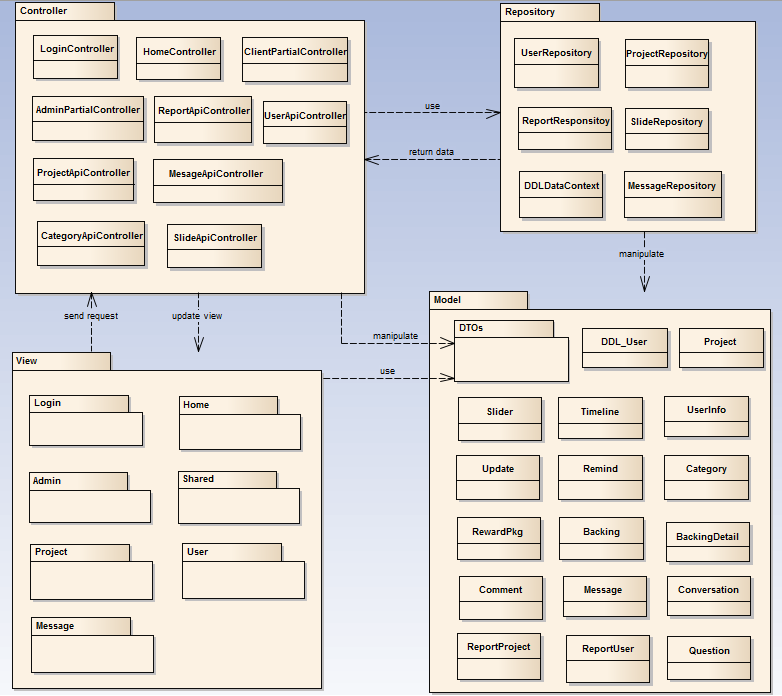 Controller
LoginController
HomeController
ClientPartialController
AdminPartialController
ReportApiController
UserApiController
ProjectApiController
MesageApiController
CategoryApiController
SlideApiController
use
return data
Repository
UserRepository
ProjectRepository
ReportResponsitoy
SlideRepository
DDLDataContext
MessageRepository
manipulate
send request
update view
manipulate
use
View
Login
Home
Admin
Shared
Project
User
Message
Model
DTOs
DDL_User
Project
Slider
Timeline
UserInfo
Update
Remind
Category
RewardPkg
Backing
BackingDetail
Comment
Message
Conversation
ReportProject
ReportUser
Question